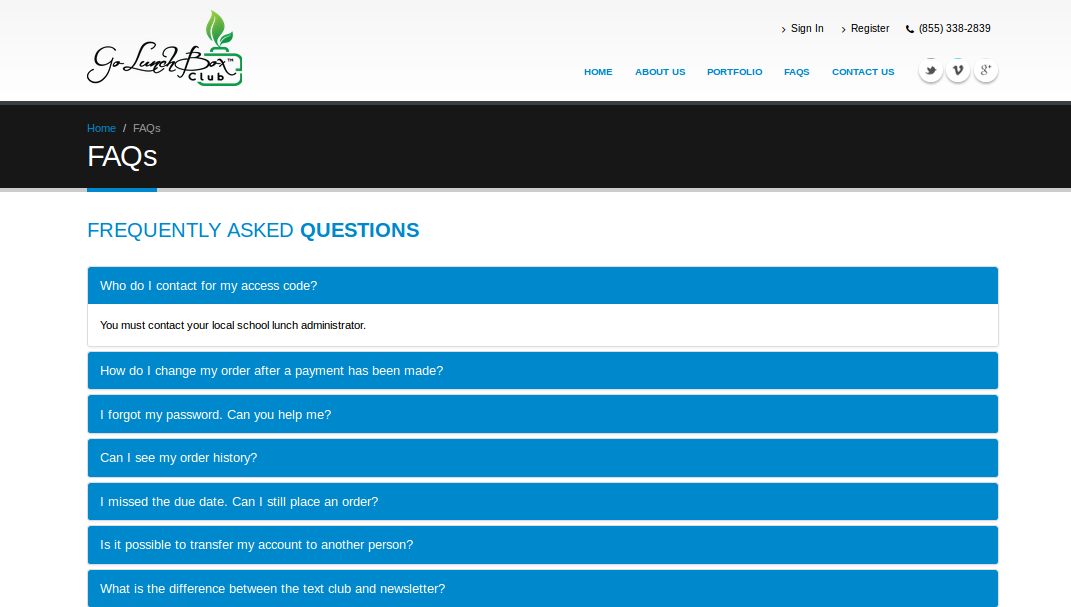 Sign In
Register
(855) 338-2839
Go LunchBox™
Club
HOME
ABOUT US
PORTFOLIO
FAQS
CONTACT US
g+
Home / FAQs
FAQs
FREQUENTLY ASKED QUESTIONS
Who do I contact for my access code?
You must contact your local school lunch administrator.
How do I change my order after a payment has been made?
I forgot my password. Can you help me?
Can I see my order history?
I missed the due date. Can I still place an order?
Is it possible to transfer my account to another person?
What is the difference between the text club and newsletter?